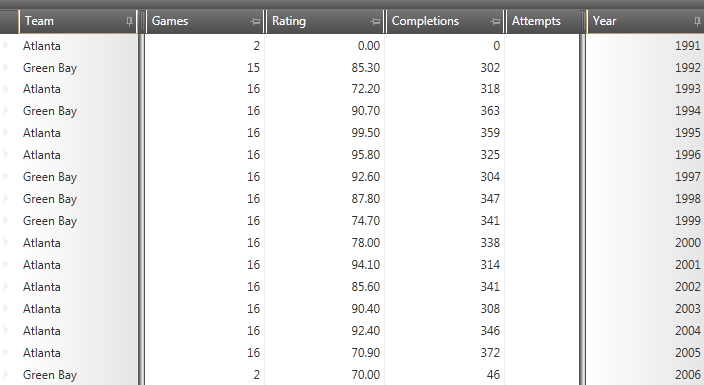 Team Games Rating Completions Attempts Year
Atlanta 2 0.00 0 1991
Green Bay 15 85.30 302 1992
Atlanta 16 72.20 318 1993
Green Bay 16 90.70 363 1994
Atlanta 16 99.50 359 1995
Atlanta 16 95.80 325 1996
Green Bay 16 92.60 304 1997
Green Bay 16 87.80 347 1998
Green Bay 16 74.70 341 1999
Atlanta 16 78.00 338 2000
Atlanta 16 94.10 314 2001
Atlanta 16 85.60 341 2002
Atlanta 16 90.40 308 2003
Atlanta 16 92.40 346 2004
Atlanta 16 70.90 372 2005
Green Bay 2 70.00 46 2006